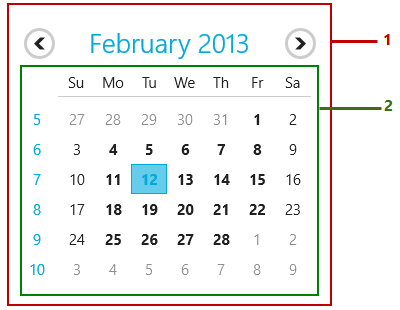 February 2013
1
2
Su Mo Tu We Th Fr Sa
5 27 28 29 30 31 1 2
6 3 4 5 6 7 8 9
7 10 11 12 13 14 15 16
8 17 18 19 20 21 22 23
9 24 25 26 27 28 1 2
10 3 4 5 6 7 8 9